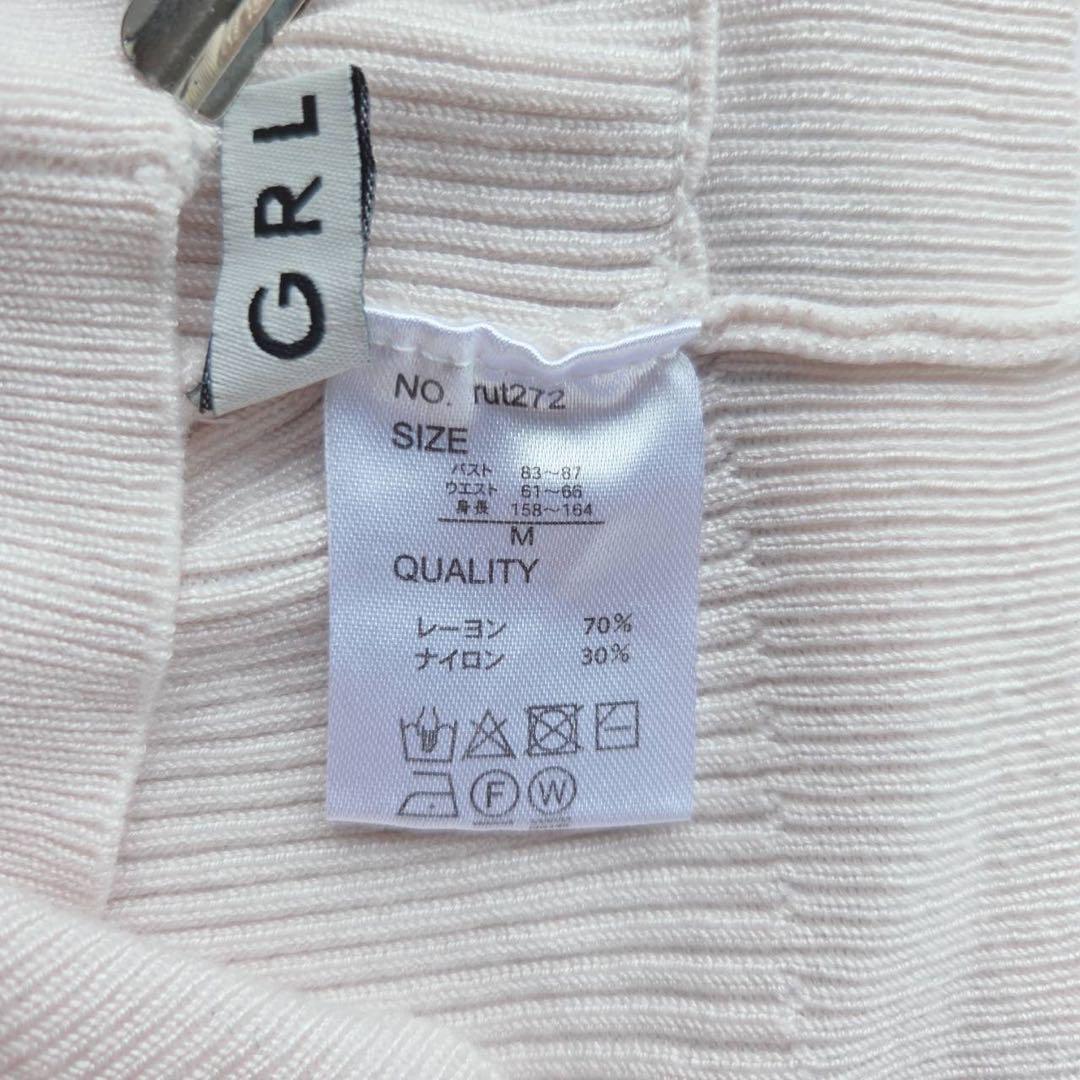 GRL
NO. rut272
SIZE
バスト 83～87
ウエスト 61～66
身長 158～164
M
QUALITY
レーヨン 70%
ナイロン 30%
F W